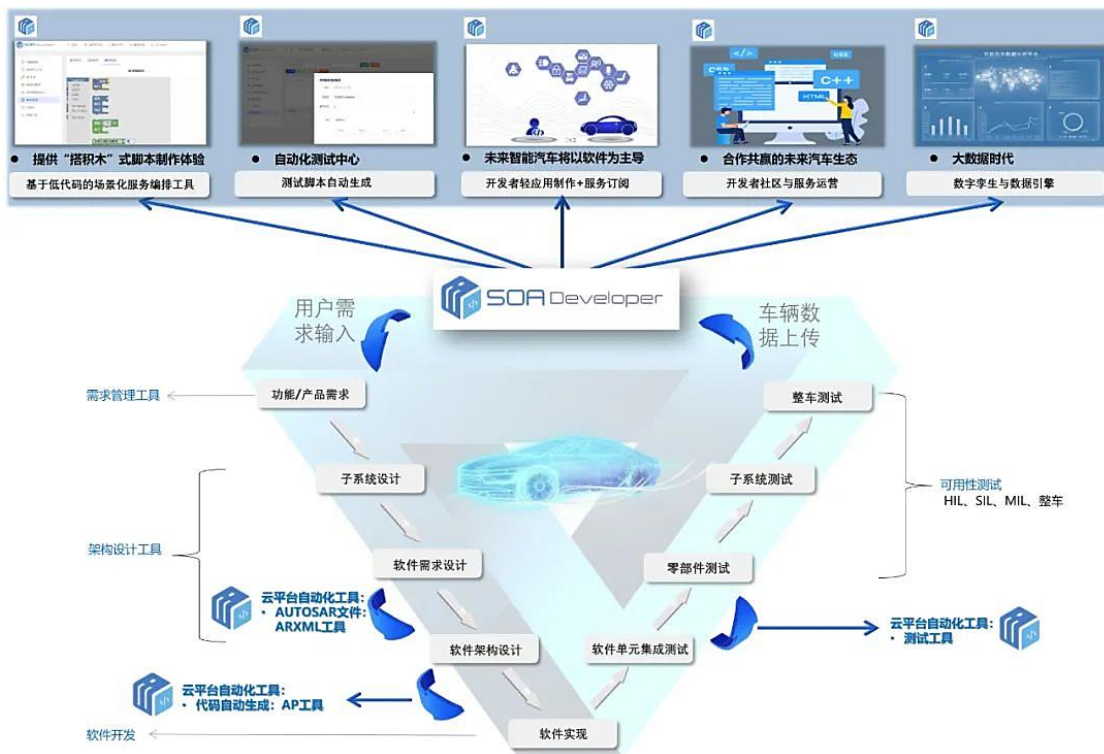 </>
CSS
C++
HTML
● 提供“搭积木”式脚本制作体验
基于低代码的场景化服务编排工具
● 自动化测试中心
测试脚本自动生成
● 未来智能汽车将以软件为主导
开发者轻应用制作+服务订阅
● 合作共赢的未来汽车生态
开发者社区与服务运营
● 大数据时代
数字孪生与数据引擎
SOA Developer
用户需
求输入
车辆数
据上传
需求管理工具
功能/产品需求
整车测试
子系统设计
子系统测试
可用性测试
HIL、SIL、MIL、整车
架构设计工具
软件需求设计
零部件测试
云平台自动化工具:
• AUTOSAR文件:
ARXML工具
软件架构设计
软件单元集成测试
云平台自动化工具:
• 测试工具
云平台自动化工具:
• 代码自动生成: AP工具
软件开发
软件实现